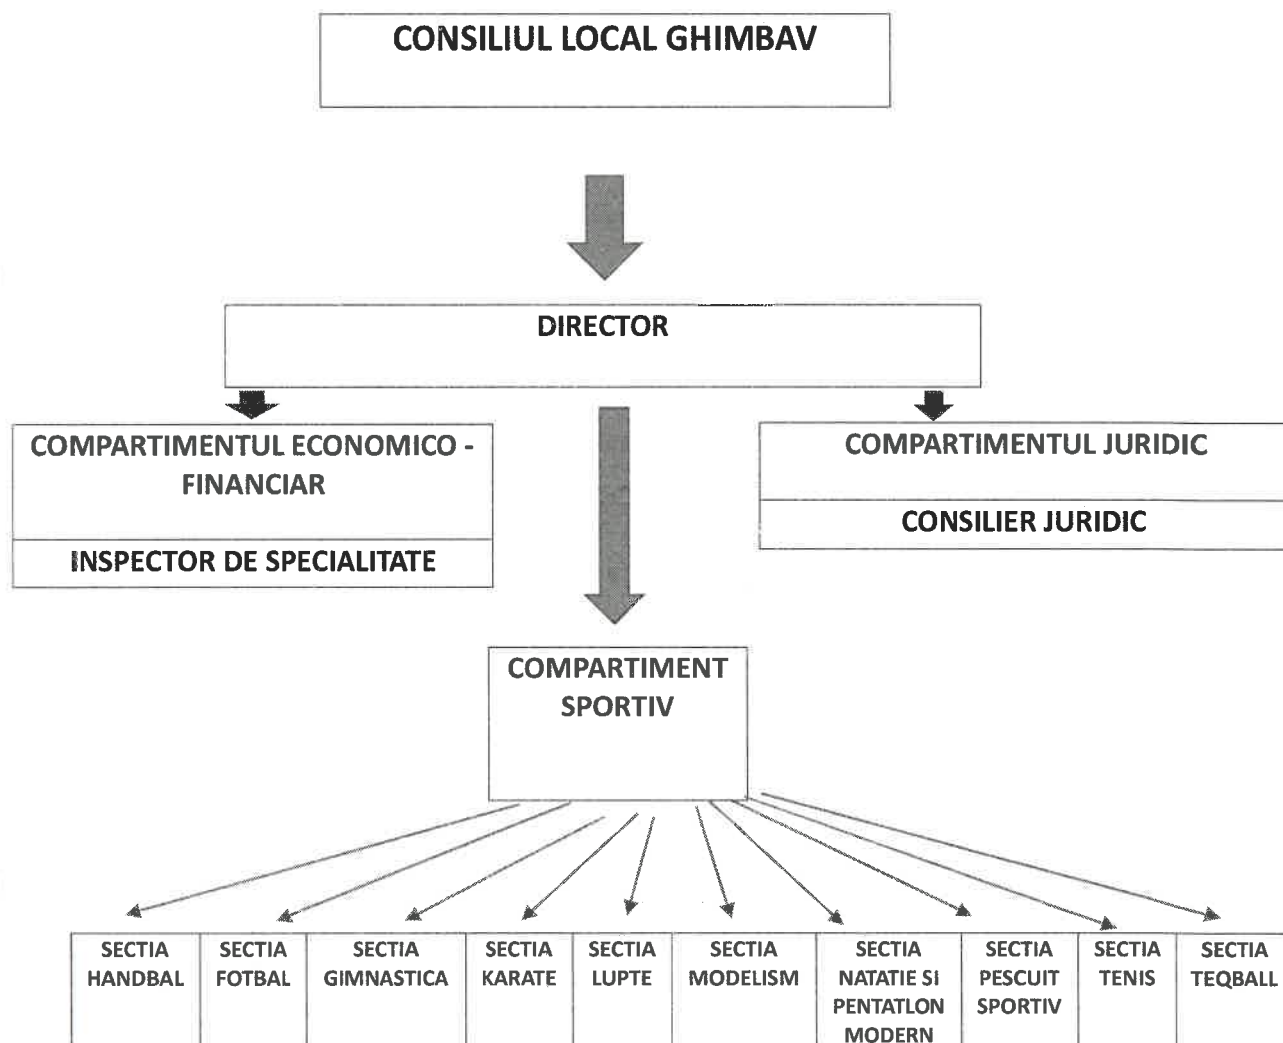 CONSILIUL LOCAL GHIMBAV
DIRECTOR
COMPARTIMENTUL ECONOMICO -
FINANCIAR
INSPECTOR DE SPECIALITATE
COMPARTIMENTUL JURIDIC
CONSILIER JURIDIC
COMPARTIMENT
SPORTIV
SECTIA
HANDBAL
SECTIA
FOTBAL
SECTIA
GIMNASTICA
SECTIA
KARATE
SECTIA
LUPTE
SECTIA
MODELISM
SECTIA
NATATIE SI
PENTATLON
MODERN
SECTIA
PESCUIT
SPORTIV
SECTIA
TENIS
SECTIA
TEQBALL